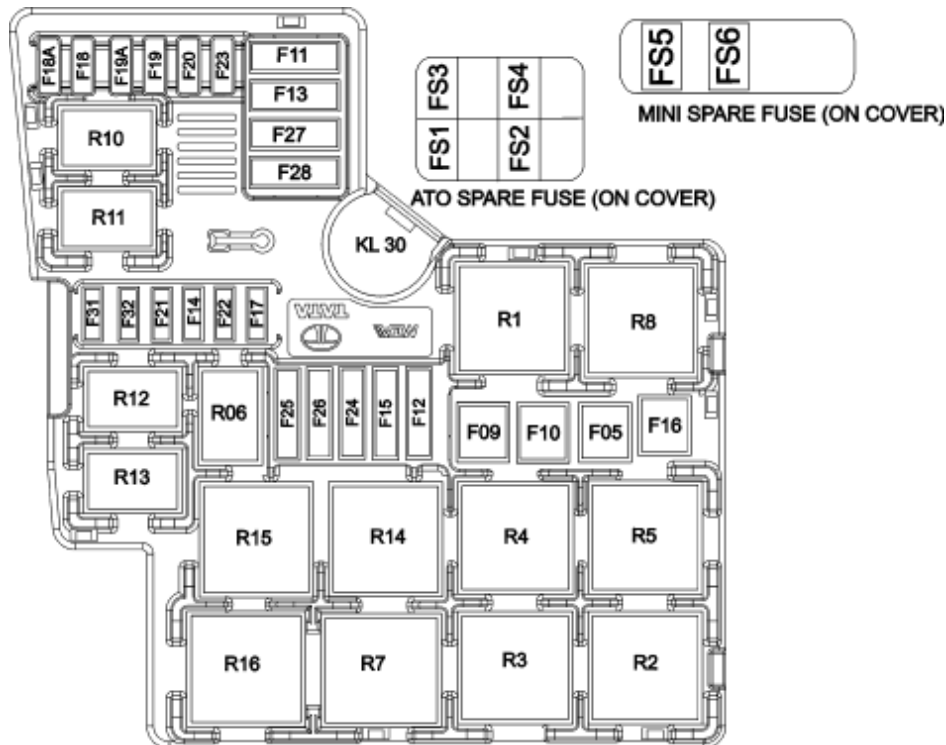 F18A F18 F19A F19 F20 F23
F11
F13
F27
F28
R10
R11
KL 30
FS3 FS4
FS1 FS2
ATO SPARE FUSE (ON COVER)
FS5 FS6
MINI SPARE FUSE (ON COVER)
F31 F32 F21 F14 F22 F17
TATA
R1 R8
R12 R06
R13
F25 F26 F24 F15 F12
F09 F10 F05 F16
R15 R14 R4 R5
R16 R7 R3 R2